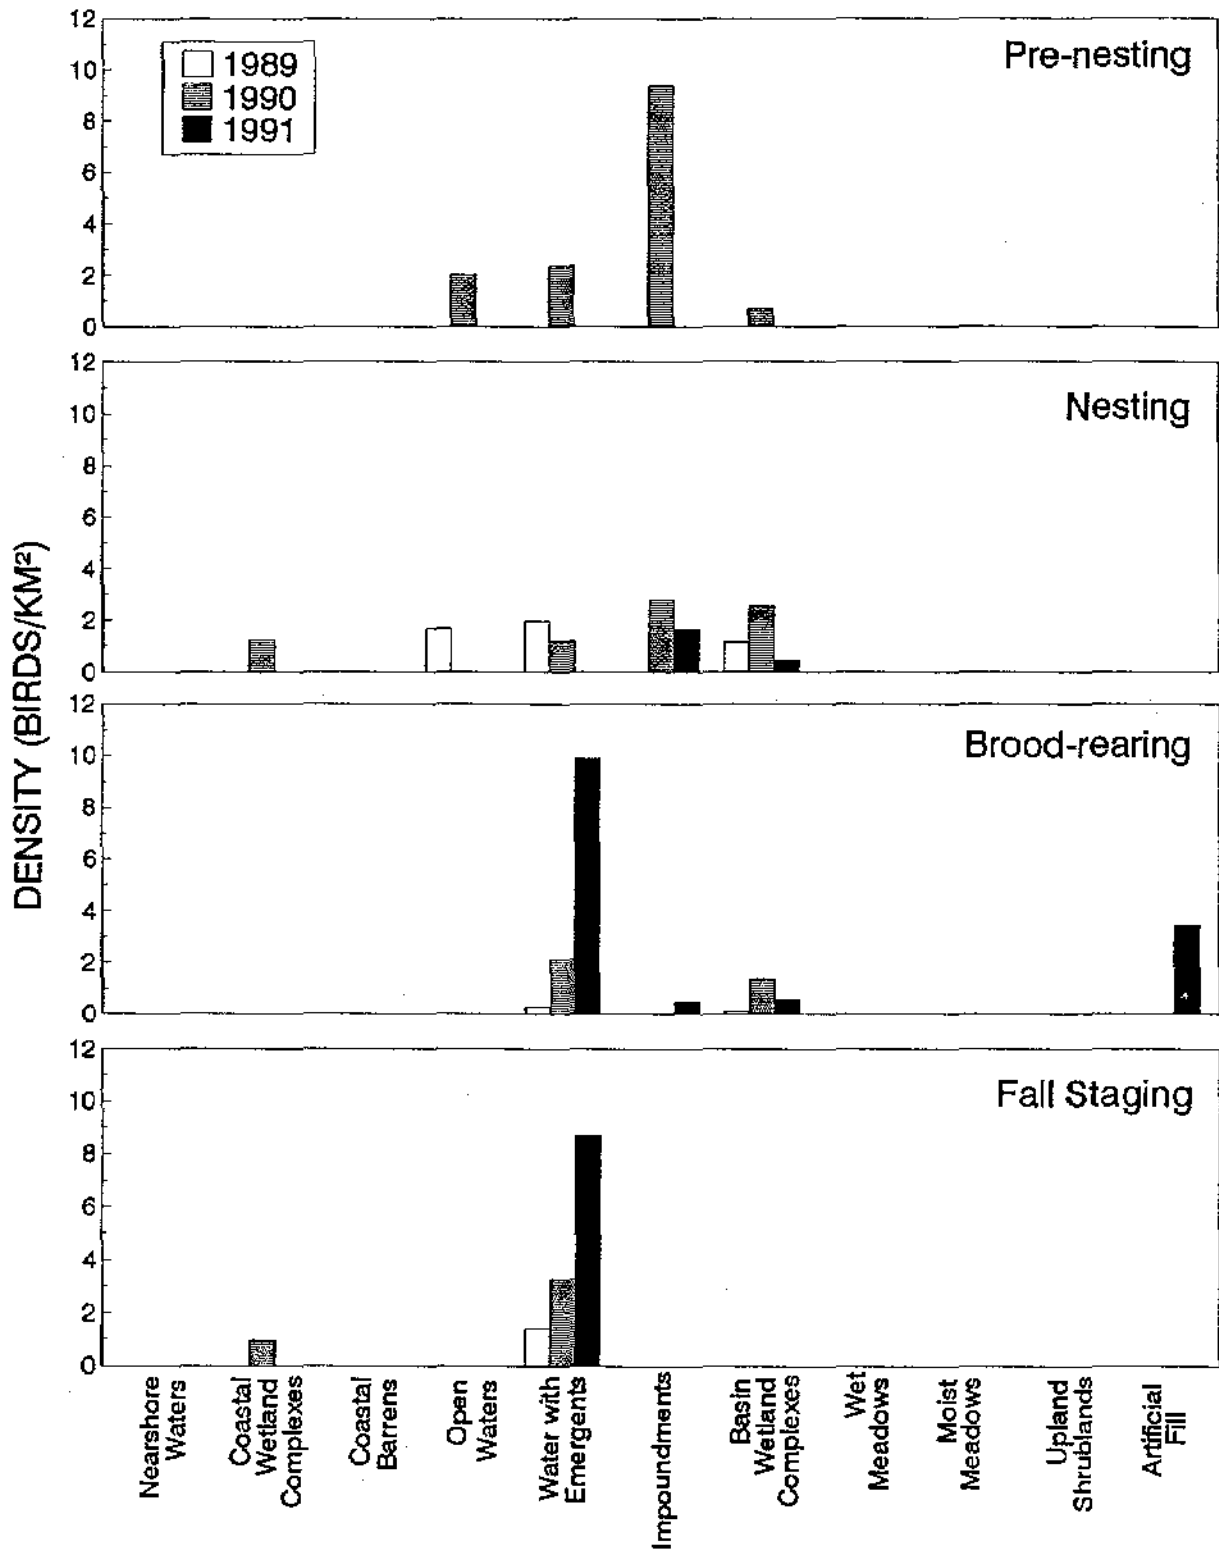 DENSITY (BIRDS/KM²)
12
10
8
6
4
2
0
1989
1990
1991
Pre-nesting
12
10
8
6
4
2
0
Nesting
12
10
8
6
4
2
0
Brood-rearing
12
10
8
6
4
2
0
Fall Staging
Nearshore
Waters
Coastal
Wetland
Complexes
Coastal
Barrens
Open
Waters
Water with
Emergents
Impoundments
Basin
Wetland
Complexes
Wet
Meadows
Moist
Meadows
Upland
Shrublands
Artificial
Fill